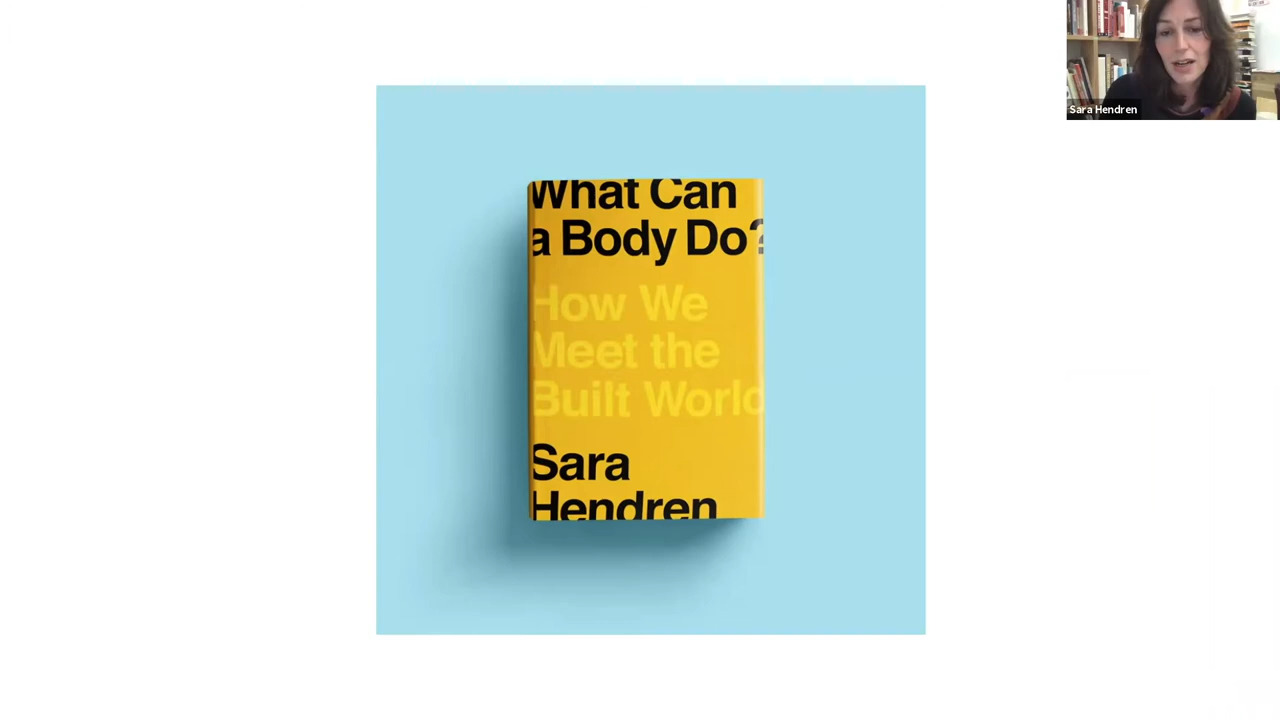 Sara Hendren
What Can
a Body Do?
How We
Meet the
Built World
Sara
Hendren